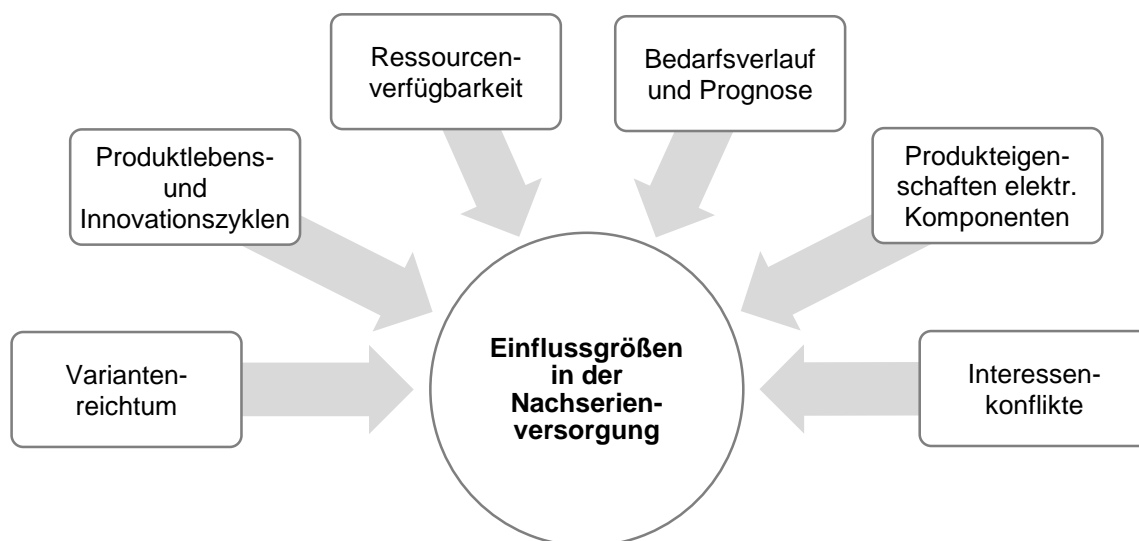 Ressourcen-
verfügbarkeit
Bedarfsverlauf
und Prognose
Produktlebens-
und
Innovationszyklen
Produkteigen-
schaften elektr.
Komponenten
Varianten-
reichtum
Einflussgrößen
in der
Nachserien-
versorgung
Interessen-
konflikte